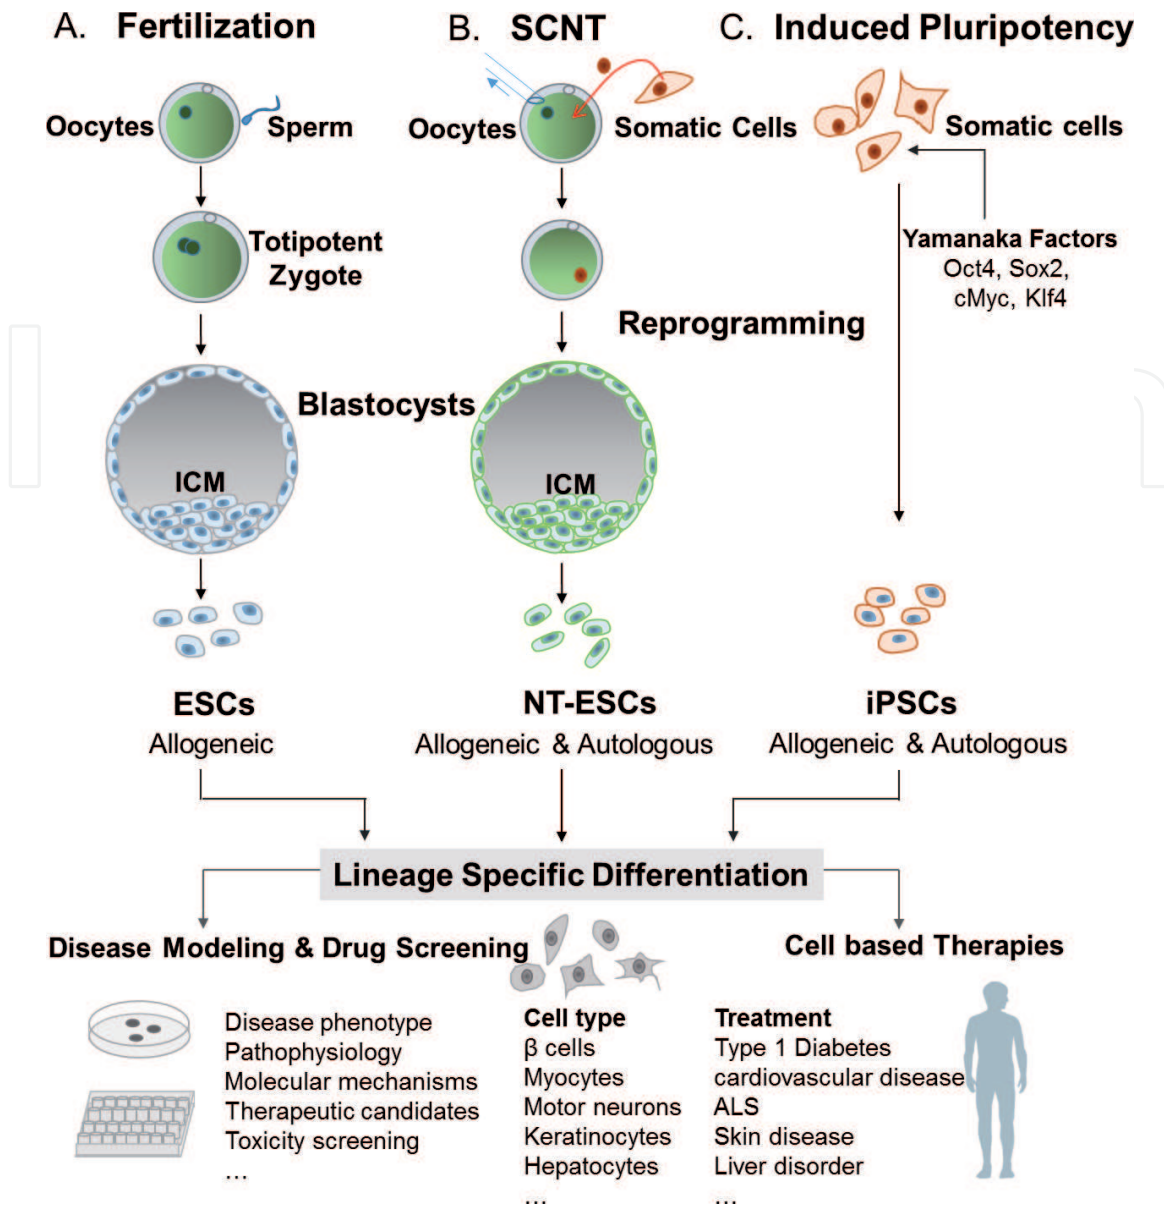 A. Fertilization
B. SCNT
C. Induced Pluripotency
Oocytes
Sperm
Oocytes
Somatic Cells
Somatic cells
Totipotent
Zygote
Yamanaka Factors
Oct4, Sox2,
cMyc, Klf4
Reprogramming
Blastocysts
ICM
ICM
ESCs
Allogeneic
NT-ESCs
Allogeneic & Autologous
iPSCs
Allogeneic & Autologous
Lineage Specific Differentiation
Disease Modeling & Drug Screening
Disease phenotype
Pathophysiology
Molecular mechanisms
Therapeutic candidates
Toxicity screening
...
Cell based Therapies
Cell type
β cells
Myocytes
Motor neurons
Keratinocytes
Hepatocytes
...
Treatment
Type 1 Diabetes
cardiovascular disease
ALS
Skin disease
Liver disorder
...